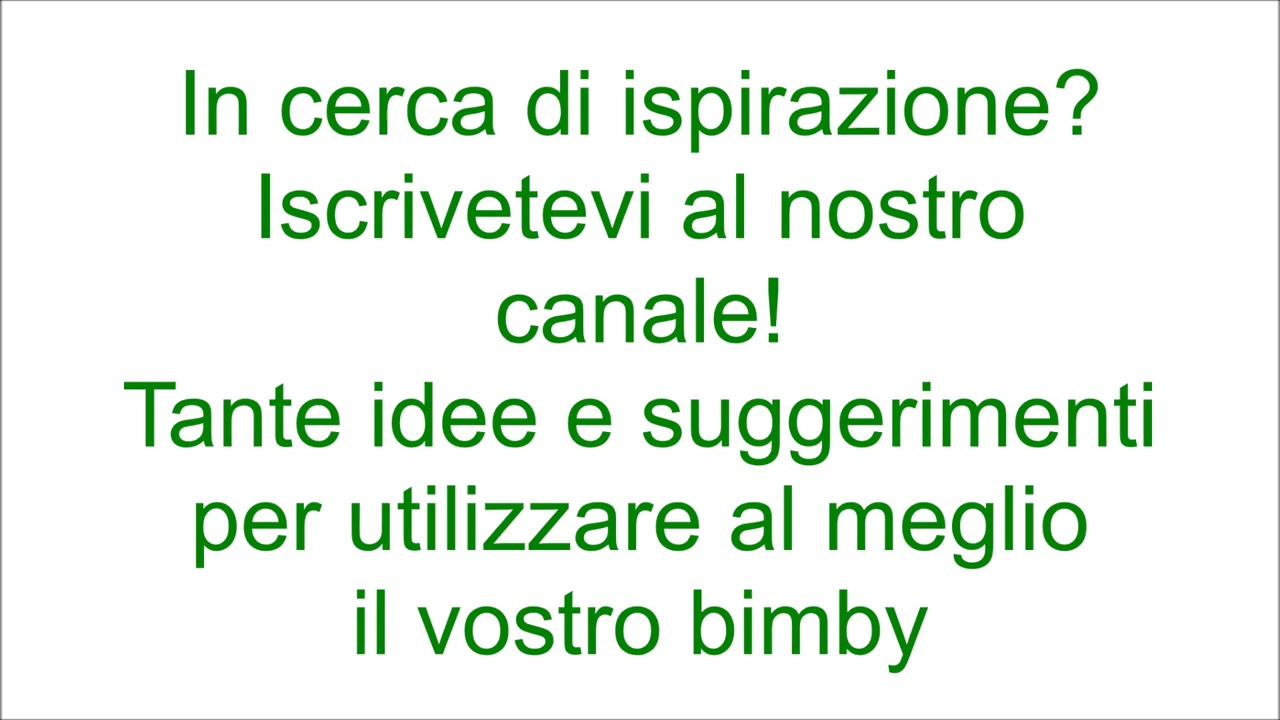 In cerca di ispirazione?
Iscrivetevi al nostro
canale!
Tante idee e suggerimenti
per utilizzare al meglio
il vostro bimby